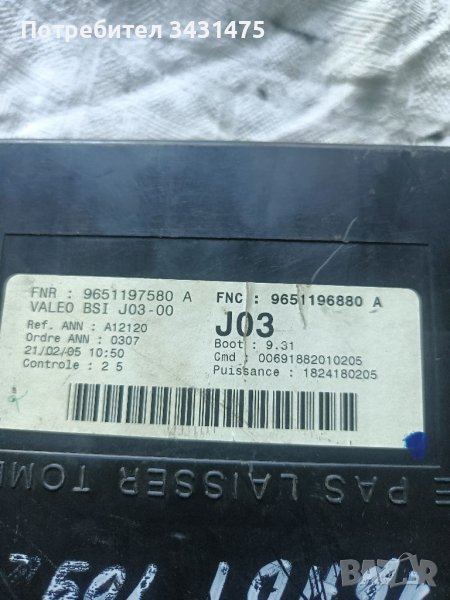 Потребител 3431475
FNR : 9651197580 A
FNC : 9651196880 A
VALEO BSI J03-00
J03
Ref. ANN : A12120
Boot : 9.31
Ordre ANN : 0307
Cmd : 00691882010205
21/02/05 10:50
Puissance : 1824180205
Controle : 2 5
E PAS LAISSER TOM
bazar